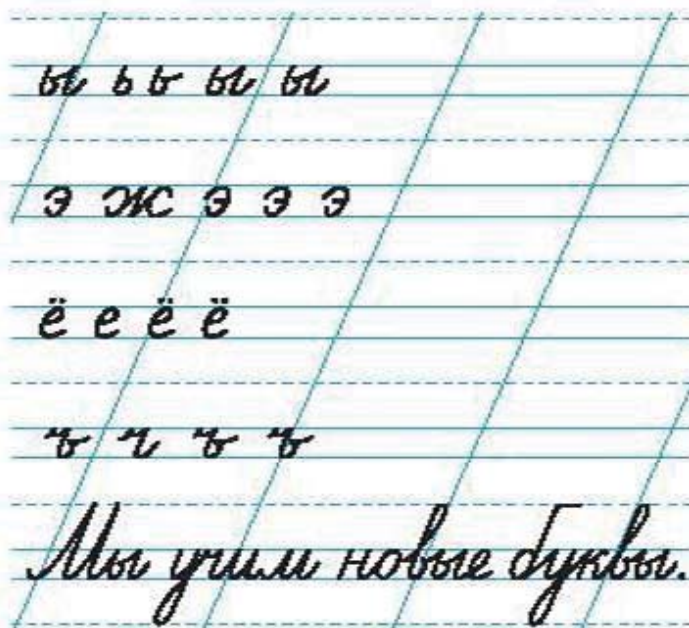 ы ь ь ы ы
э ж э э э
ё е ё ё
ъ ч ъ ъ
Мы учим новые буквы.